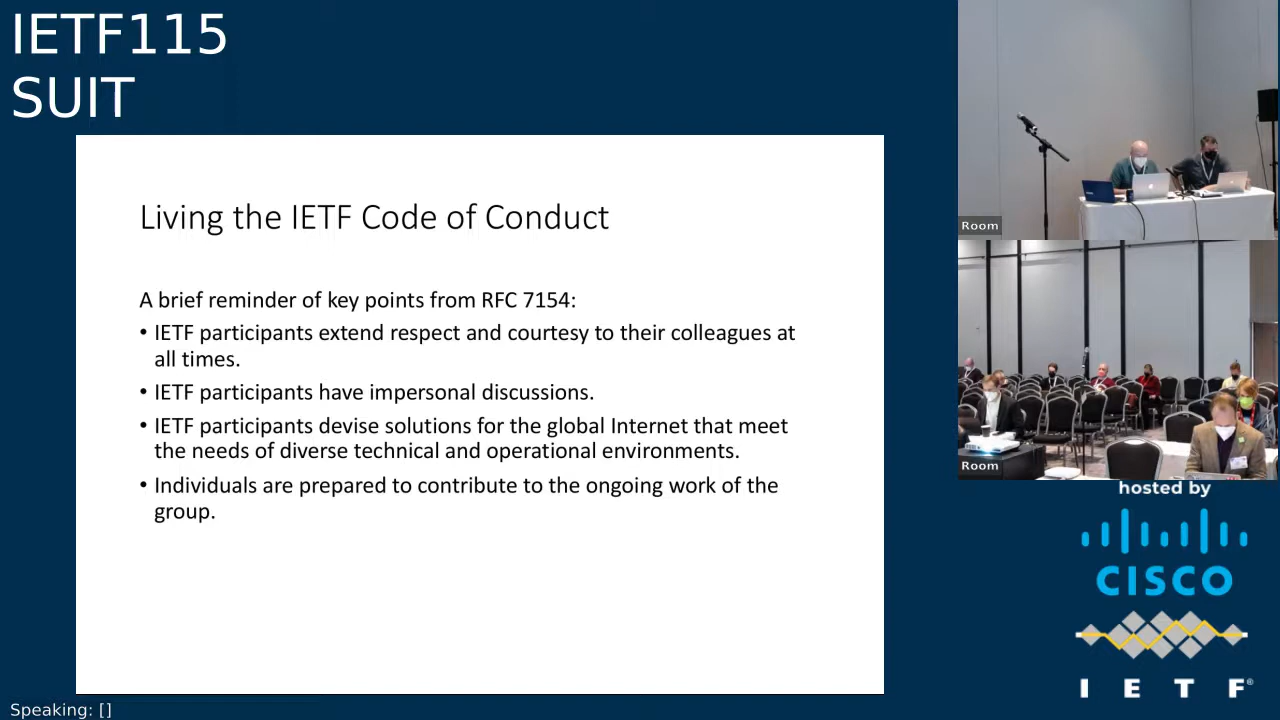 IETF115
SUIT
Living the IETF Code of Conduct
A brief reminder of key points from RFC 7154:
• IETF participants extend respect and courtesy to their colleagues at
all times.
• IETF participants have impersonal discussions.
• IETF participants devise solutions for the global Internet that meet
the needs of diverse technical and operational environments.
• Individuals are prepared to contribute to the ongoing work of the
group.
Room
Room
hosted by
CISCO
I E T F®
Speaking: []